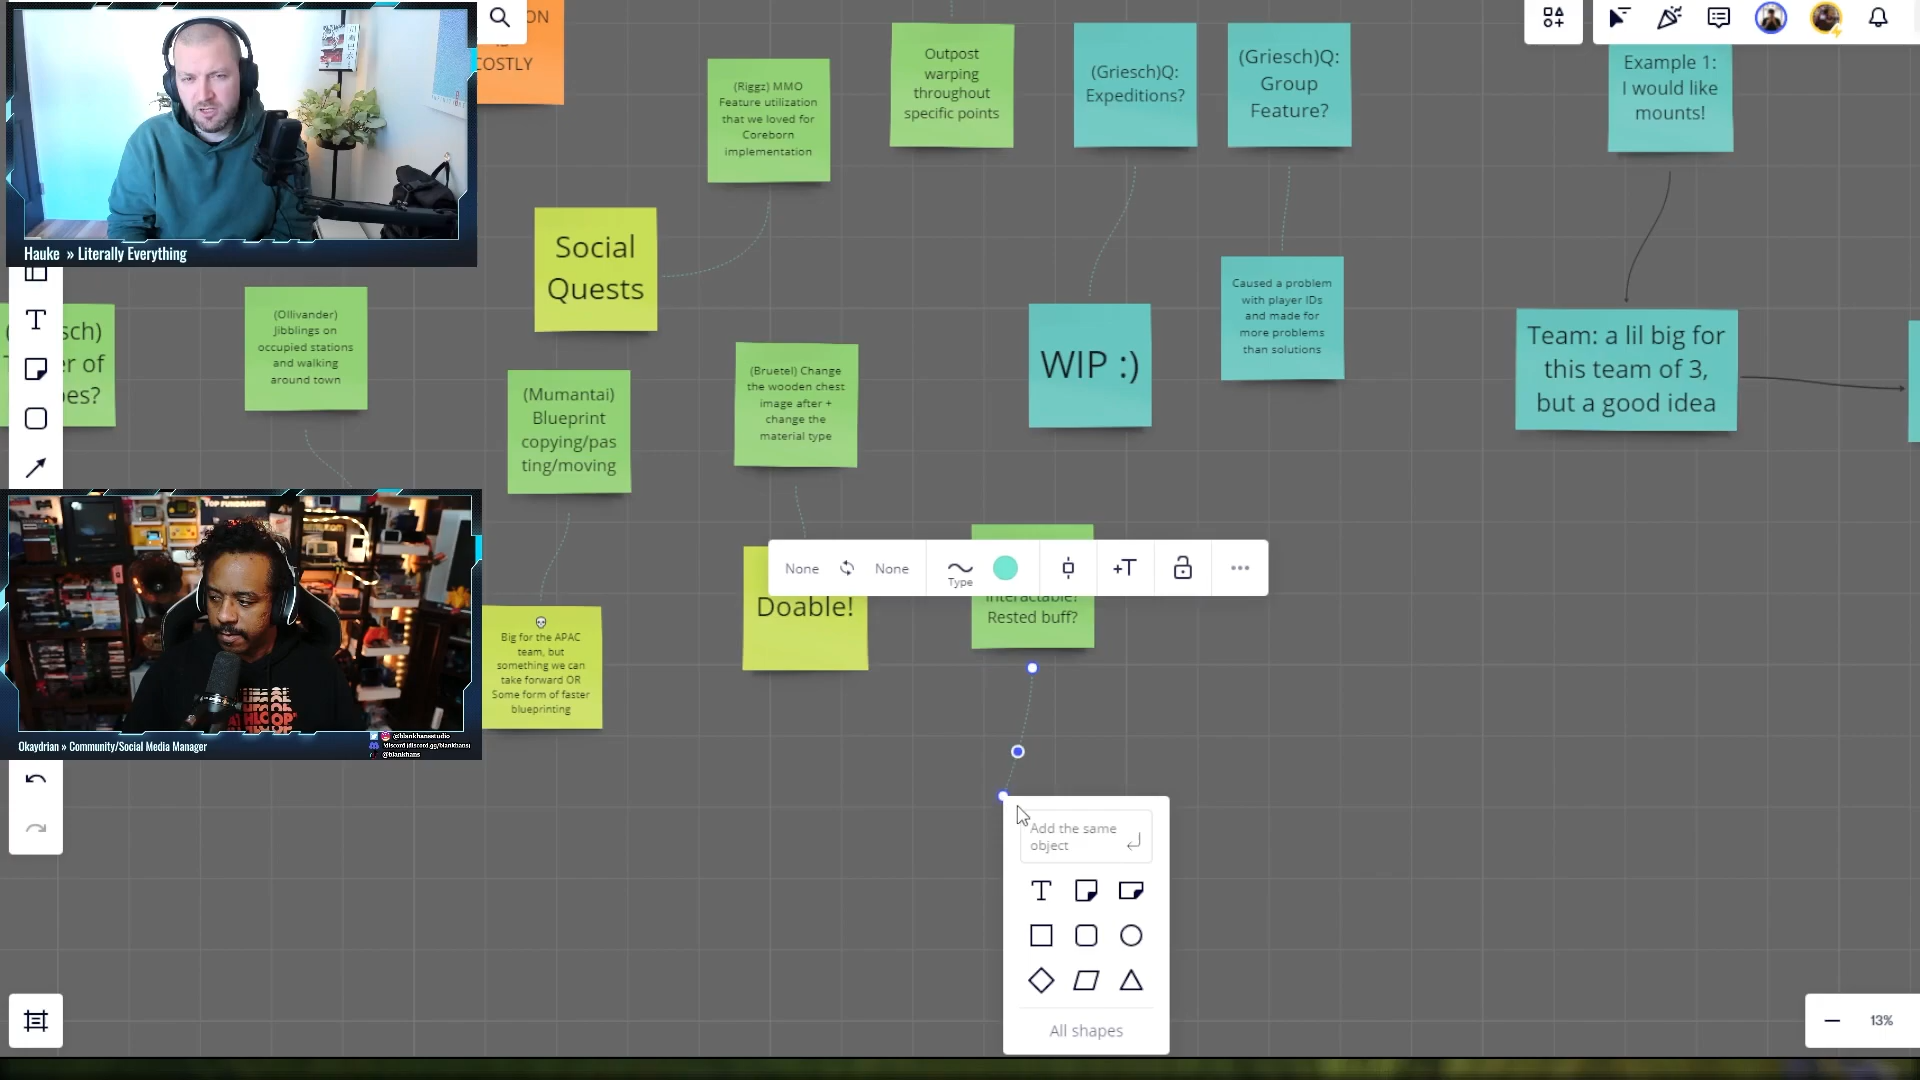 ON
COSTLY
(Riggz) MMO
Feature utilization
that we loved for
Coreborn
implementation
Outpost
warping
throughout
specific points
(Griesch)Q:
Expeditions?
(Griesch)Q:
Group
Feature?
Example 1:
I would like
mounts!
Hauke » Literally Everything
Social
Quests
(Ollivander)
Jibblings on
occupied stations
and walking
around town
sch)
er of
es?
(Mumantai)
Blueprint
copying/pas
ting/moving
(Bruetel) Change
the wooden chest
image after +
change the
material type
WIP :)
Caused a problem
with player IDs
and made for
more problems
than solutions
Team: a lil big for
this team of 3,
but a good idea
None
None
Type
+T
Doable!
Interactable?
Rested buff?
Big for the APAC
team, but
something we can
take forward OR
Some form of faster
blueprinting
TOP FUNDRAISER
Okaydrian » Community/Social Media Manager
@blankhansstudio
@blankhans
Add the same
object
All shapes
13%